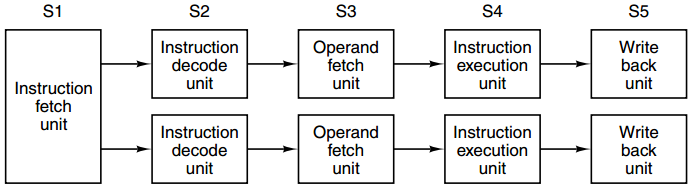 S1 S2 S3 S4 S5
Instruction
fetch
unit
Instruction
decode
unit
Operand
fetch
unit
Instruction
execution
unit
Write
back
unit
Instruction
decode
unit
Operand
fetch
unit
Instruction
execution
unit
Write
back
unit